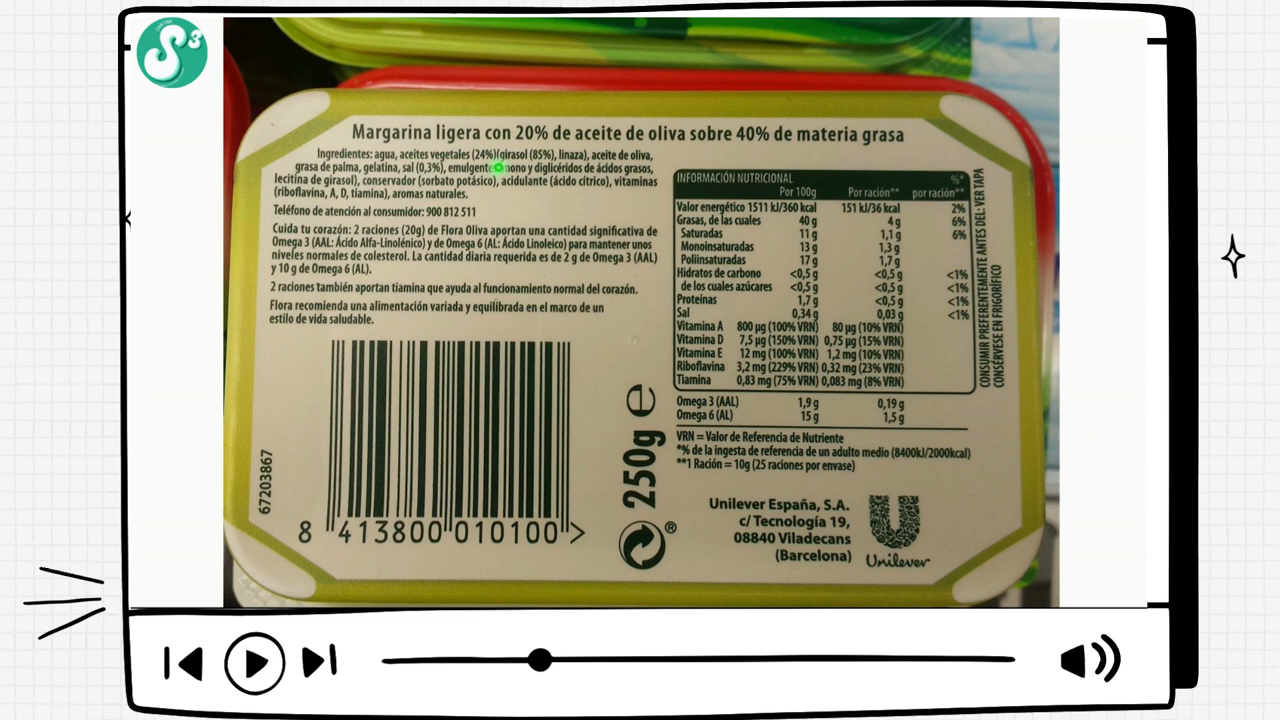 S3
Margarina ligera con 20% de aceite de oliva sobre 40% de materia grasa
Ingredientes: agua, aceites vegetales (24%)(girasol (85%), linaza), aceite de oliva,
grasa de palma, gelatina, sal (0,3%), emulgente mono y diglicéridos de ácidos grasos,
lecitina de girasol), conservador (sorbato potásico), acidulante (ácido cítrico), vitaminas
(riboflavina, A, D, tiamina), aromas naturales.
Teléfono de atención al consumidor: 900 812 511
Cuida tu corazón: 2 raciones (20g) de Flora Oliva aportan una cantidad significativa de
Omega 3 (AAL: Ácido Alfa-Linolénico) y de Omega 6 (AL: Ácido Linoleico) para mantener unos
niveles normales de colesterol. La cantidad diaria requerida es de 2 g de Omega 3 (AAL)
y 10 g de Omega 6 (AL).
2 raciones también aportan tiamina que ayuda al funcionamiento normal del corazón.
Flora recomienda una alimentación variada y equilibrada en el marco de un
estilo de vida saludable.
67203867
8 413800 010100 >
250g e
INFORMACIÓN NUTRICIONAL %*
Por 100g Por ración** por ración**
Valor energético 1511 kJ/360 kcal 151 kJ/36 kcal 2%
Grasas, de las cuales 40 g 4 g 6%
Saturadas 11 g 1,1 g 6%
Monoinsaturadas 13 g 1,3 g
Poliinsaturadas 17 g 1,7 g
Hidratos de carbono <0,5 g <0,5 g <1%
de los cuales azúcares <0,5 g <0,5 g <1%
Proteínas 1,7 g <0,5 g <1%
Sal 0,34 g 0,03 g <1%
Vitamina A 800 µg (100% VRN) 80 µg (10% VRN)
Vitamina D 7,5 µg (150% VRN) 0,75 µg (15% VRN)
Vitamina E 12 mg (100% VRN) 1,2 mg (10% VRN)
Riboflavina 3,2 mg (229% VRN) 0,32 mg (23% VRN)
Tiamina 0,83 mg (75% VRN) 0,083 mg (8% VRN)
Omega 3 (AAL) 1,9 g 0,19 g
Omega 6 (AL) 15 g 1,5 g
VRN = Valor de Referencia de Nutriente
*% de la ingesta de referencia de un adulto medio (8400kJ/2000kcal)
**1 Ración = 10g (25 raciones por envase)
CONSUMIR PREFERENTEMENTE ANTES DEL: VER TAPA
CONSÉRVESE EN FRIGORÍFICO
®
Unilever España, S.A.
c/ Tecnología 19,
08840 Viladecans
(Barcelona)
Unilever